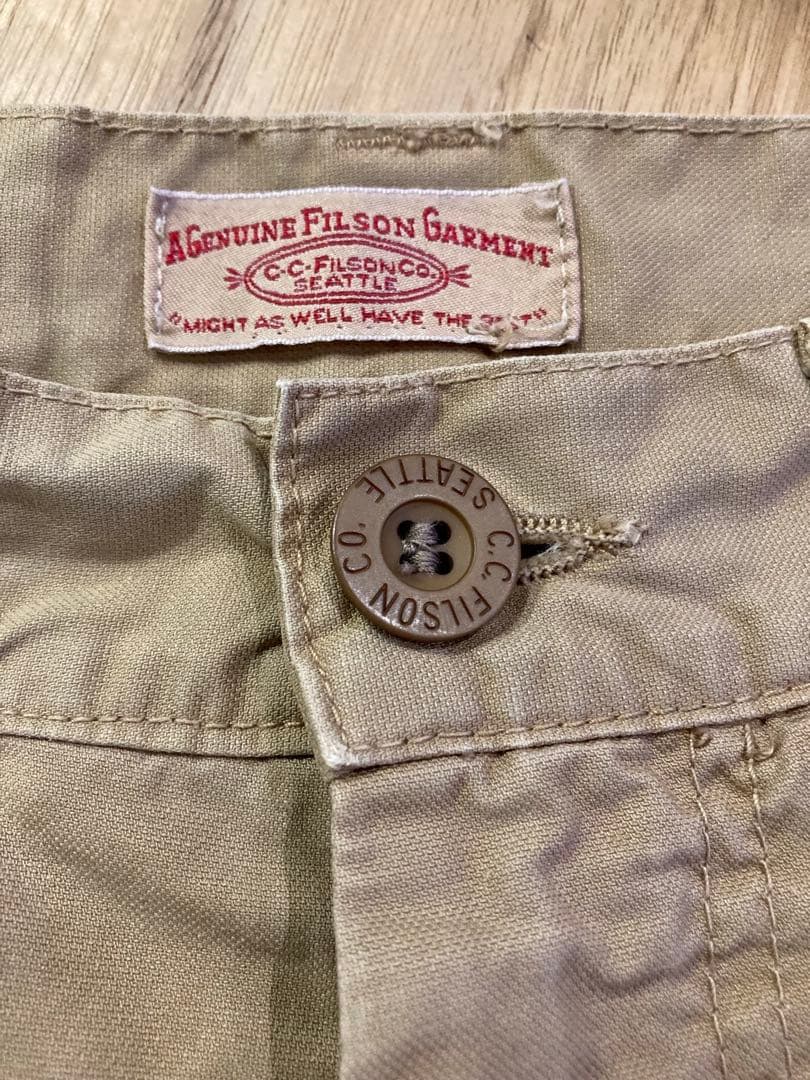 A GENUINE FILSON GARMENT
C·C·FILSON CO.
SEATTLE
"MIGHT AS WELL HAVE THE
C.C. FILSON CO. SEATTLE